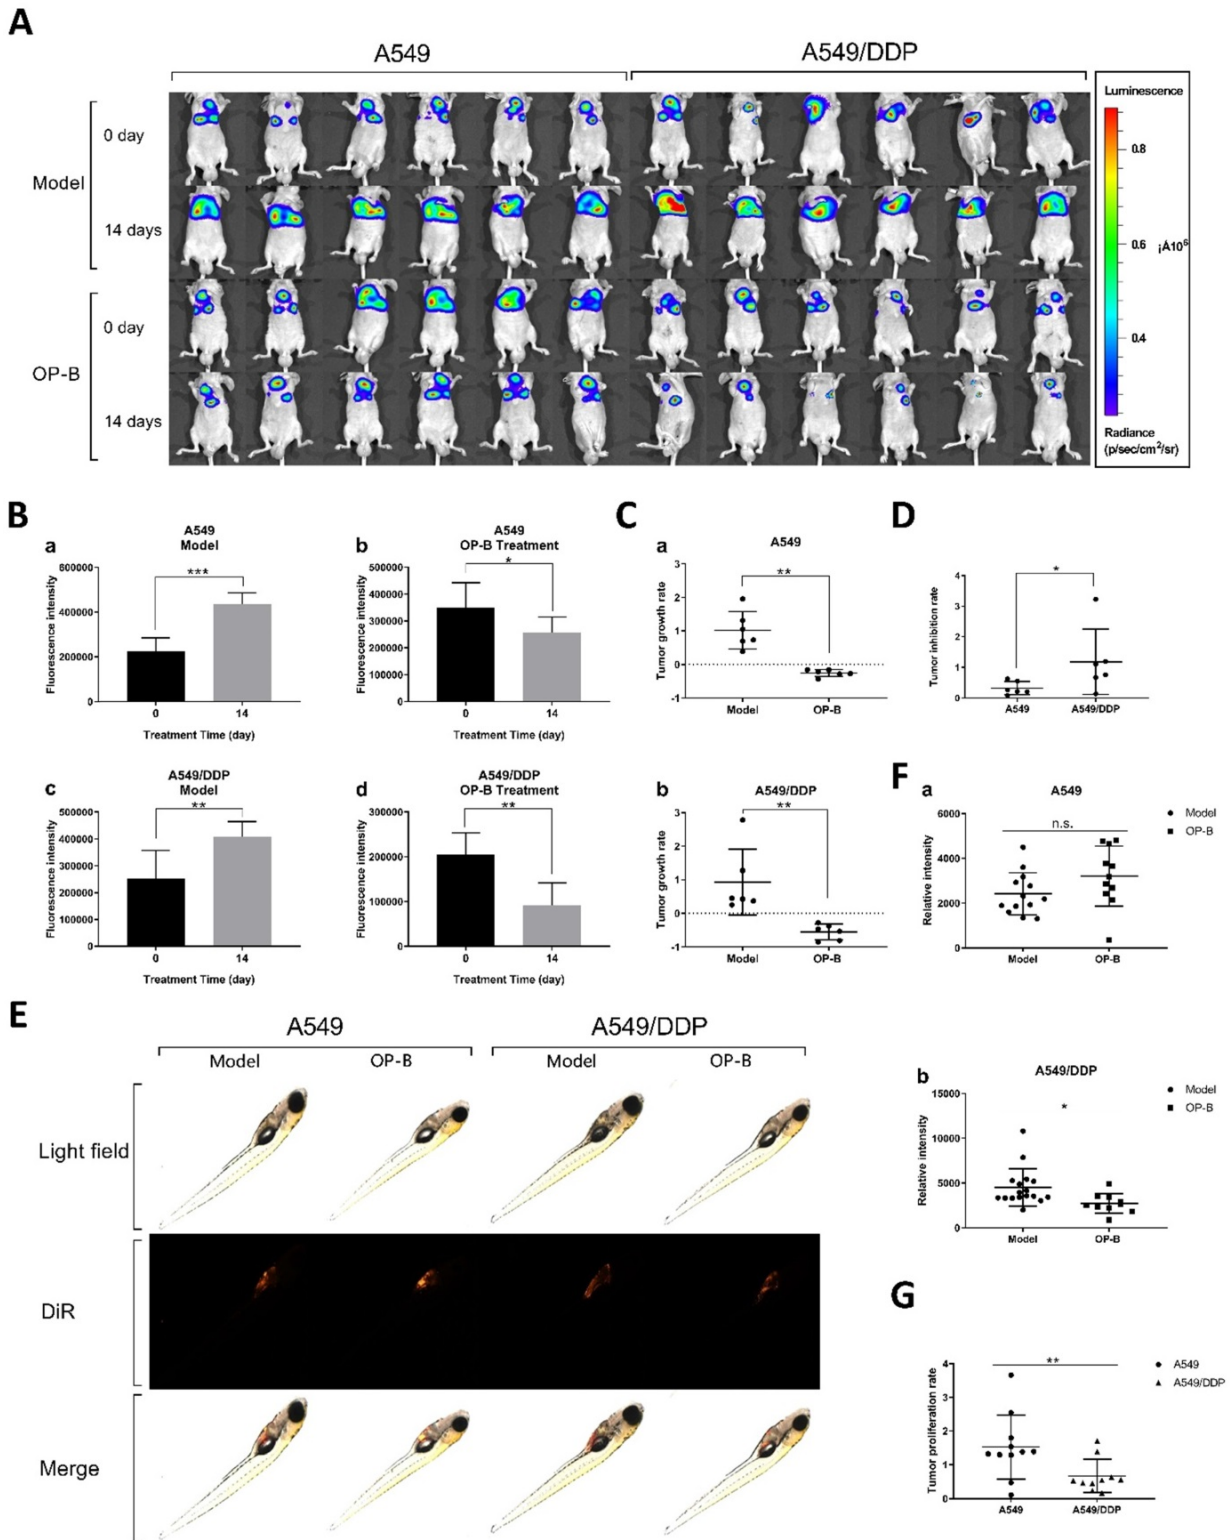 A
A549
A549/DDP
Model
0 day
14 days
OP-B
0 day
14 days
Luminescence
0.8
0.6
¡Á10⁶
0.4
Radiance
(p/sec/cm²/sr)
B
a
A549
Model
Fluorescence intensity
800000
600000
400000
200000
0
***
0
14
Treatment Time (day)
b
A549
OP-B Treatment
Fluorescence intensity
500000
400000
300000
200000
100000
0
*
0
14
Treatment Time (day)
c
A549/DDP
Model
Fluorescence intensity
500000
400000
300000
200000
100000
0
**
0
14
Treatment Time (day)
d
A549/DDP
OP-B Treatment
Fluorescence intensity
300000
200000
100000
0
**
0
14
Treatment Time (day)
C
a
A549
Tumor growth rate
3
2
1
0
-1
**
Model
OP-B
b
A549/DDP
Tumor growth rate
3
2
1
0
-1
**
Model
OP-B
D
Tumor inhibition rate
4
3
2
1
0
*
A549
A549/DDP
E
A549
A549/DDP
Model
OP-B
Model
OP-B
Light field
DiR
Merge
F
a
A549
Relative intensity
6000
4000
2000
0
n.s.
Model
OP-B
Model
OP-B
b
A549/DDP
Relative intensity
15000
10000
5000
0
*
Model
OP-B
Model
OP-B
G
Tumor proliferation rate
4
3
2
1
0
**
A549
A549/DDP
A549
A549/DDP